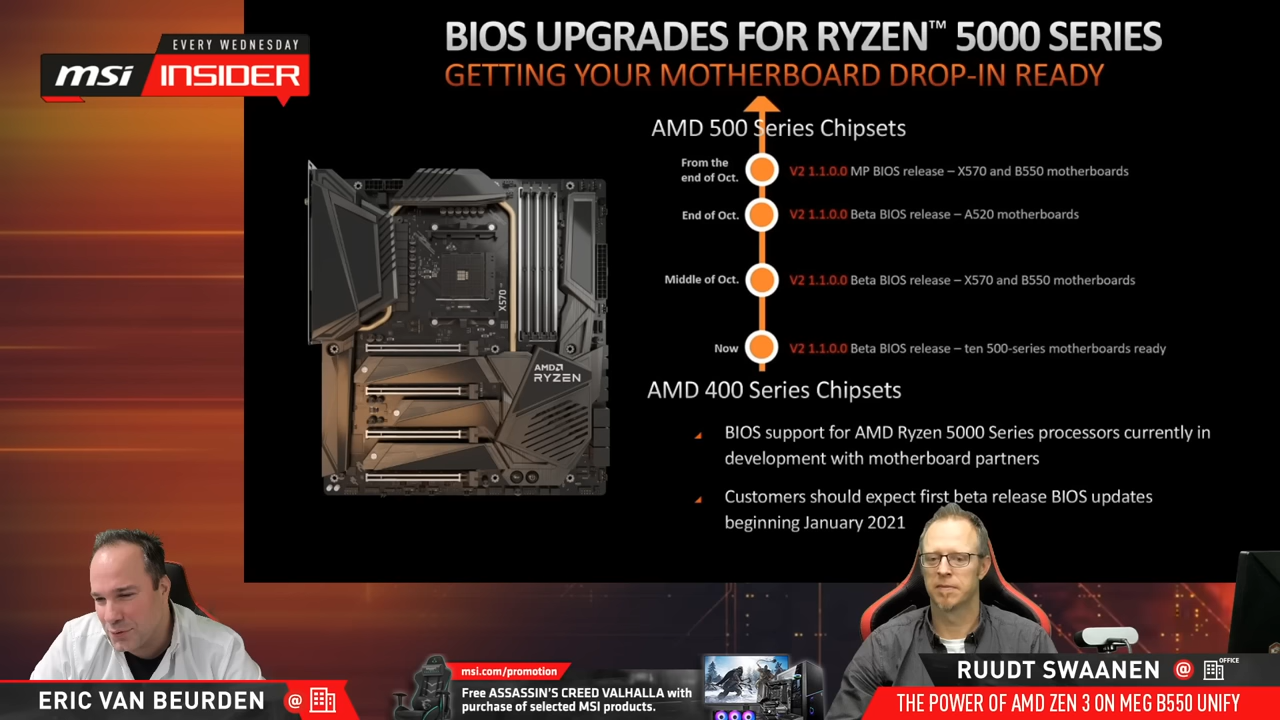 EVERY WEDNESDAY
msi INSIDER
BIOS UPGRADES FOR RYZEN™ 5000 SERIES
GETTING YOUR MOTHERBOARD DROP-IN READY
AMD 500 Series Chipsets
From the
end of Oct.
V2 1.1.0.0 MP BIOS release – X570 and B550 motherboards
End of Oct.
V2 1.1.0.0 Beta BIOS release – A520 motherboards
Middle of Oct.
V2 1.1.0.0 Beta BIOS release – X570 and B550 motherboards
Now
V2 1.1.0.0 Beta BIOS release – ten 500-series motherboards ready
X570
AMD
RYZEN
AMD 400 Series Chipsets
BIOS support for AMD Ryzen 5000 Series processors currently in
development with motherboard partners
Customers should expect first beta release BIOS updates
beginning January 2021
ERIC VAN BEURDEN @
msi.com/promotion
Free ASSASSIN'S CREED VALHALLA with
purchase of selected MSI products.
RUUDT SWAANEN @ OFFICE
THE POWER OF AMD ZEN 3 ON MEG B550 UNIFY